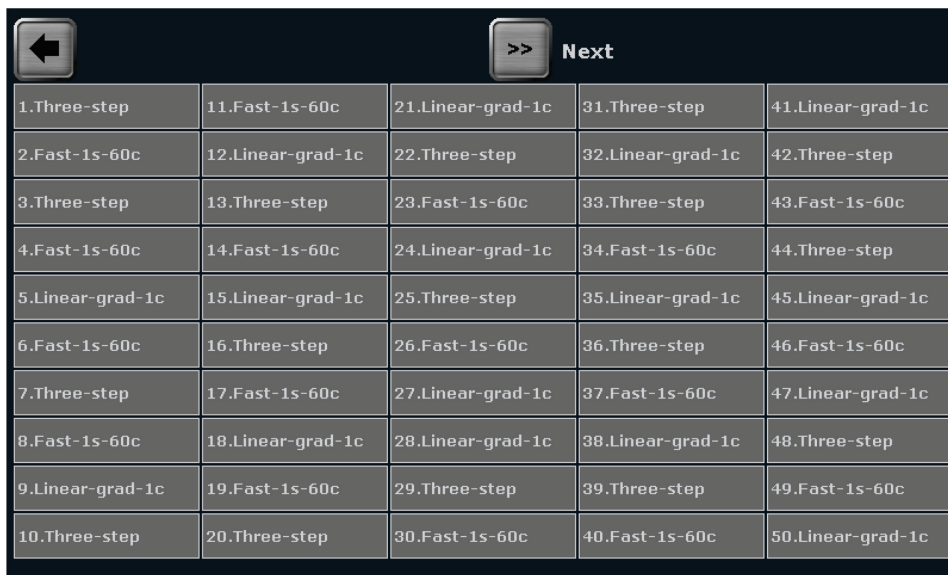 >> Next
1.Three-step 11.Fast-1s-60c 21.Linear-grad-1c 31.Three-step 41.Linear-grad-1c
2.Fast-1s-60c 12.Linear-grad-1c 22.Three-step 32.Linear-grad-1c 42.Three-step
3.Three-step 13.Three-step 23.Fast-1s-60c 33.Three-step 43.Fast-1s-60c
4.Fast-1s-60c 14.Fast-1s-60c 24.Linear-grad-1c 34.Fast-1s-60c 44.Three-step
5.Linear-grad-1c 15.Linear-grad-1c 25.Three-step 35.Linear-grad-1c 45.Linear-grad-1c
6.Fast-1s-60c 16.Three-step 26.Fast-1s-60c 36.Three-step 46.Fast-1s-60c
7.Three-step 17.Fast-1s-60c 27.Linear-grad-1c 37.Fast-1s-60c 47.Linear-grad-1c
8.Fast-1s-60c 18.Linear-grad-1c 28.Linear-grad-1c 38.Linear-grad-1c 48.Three-step
9.Linear-grad-1c 19.Fast-1s-60c 29.Three-step 39.Three-step 49.Fast-1s-60c
10.Three-step 20.Three-step 30.Fast-1s-60c 40.Fast-1s-60c 50.Linear-grad-1c